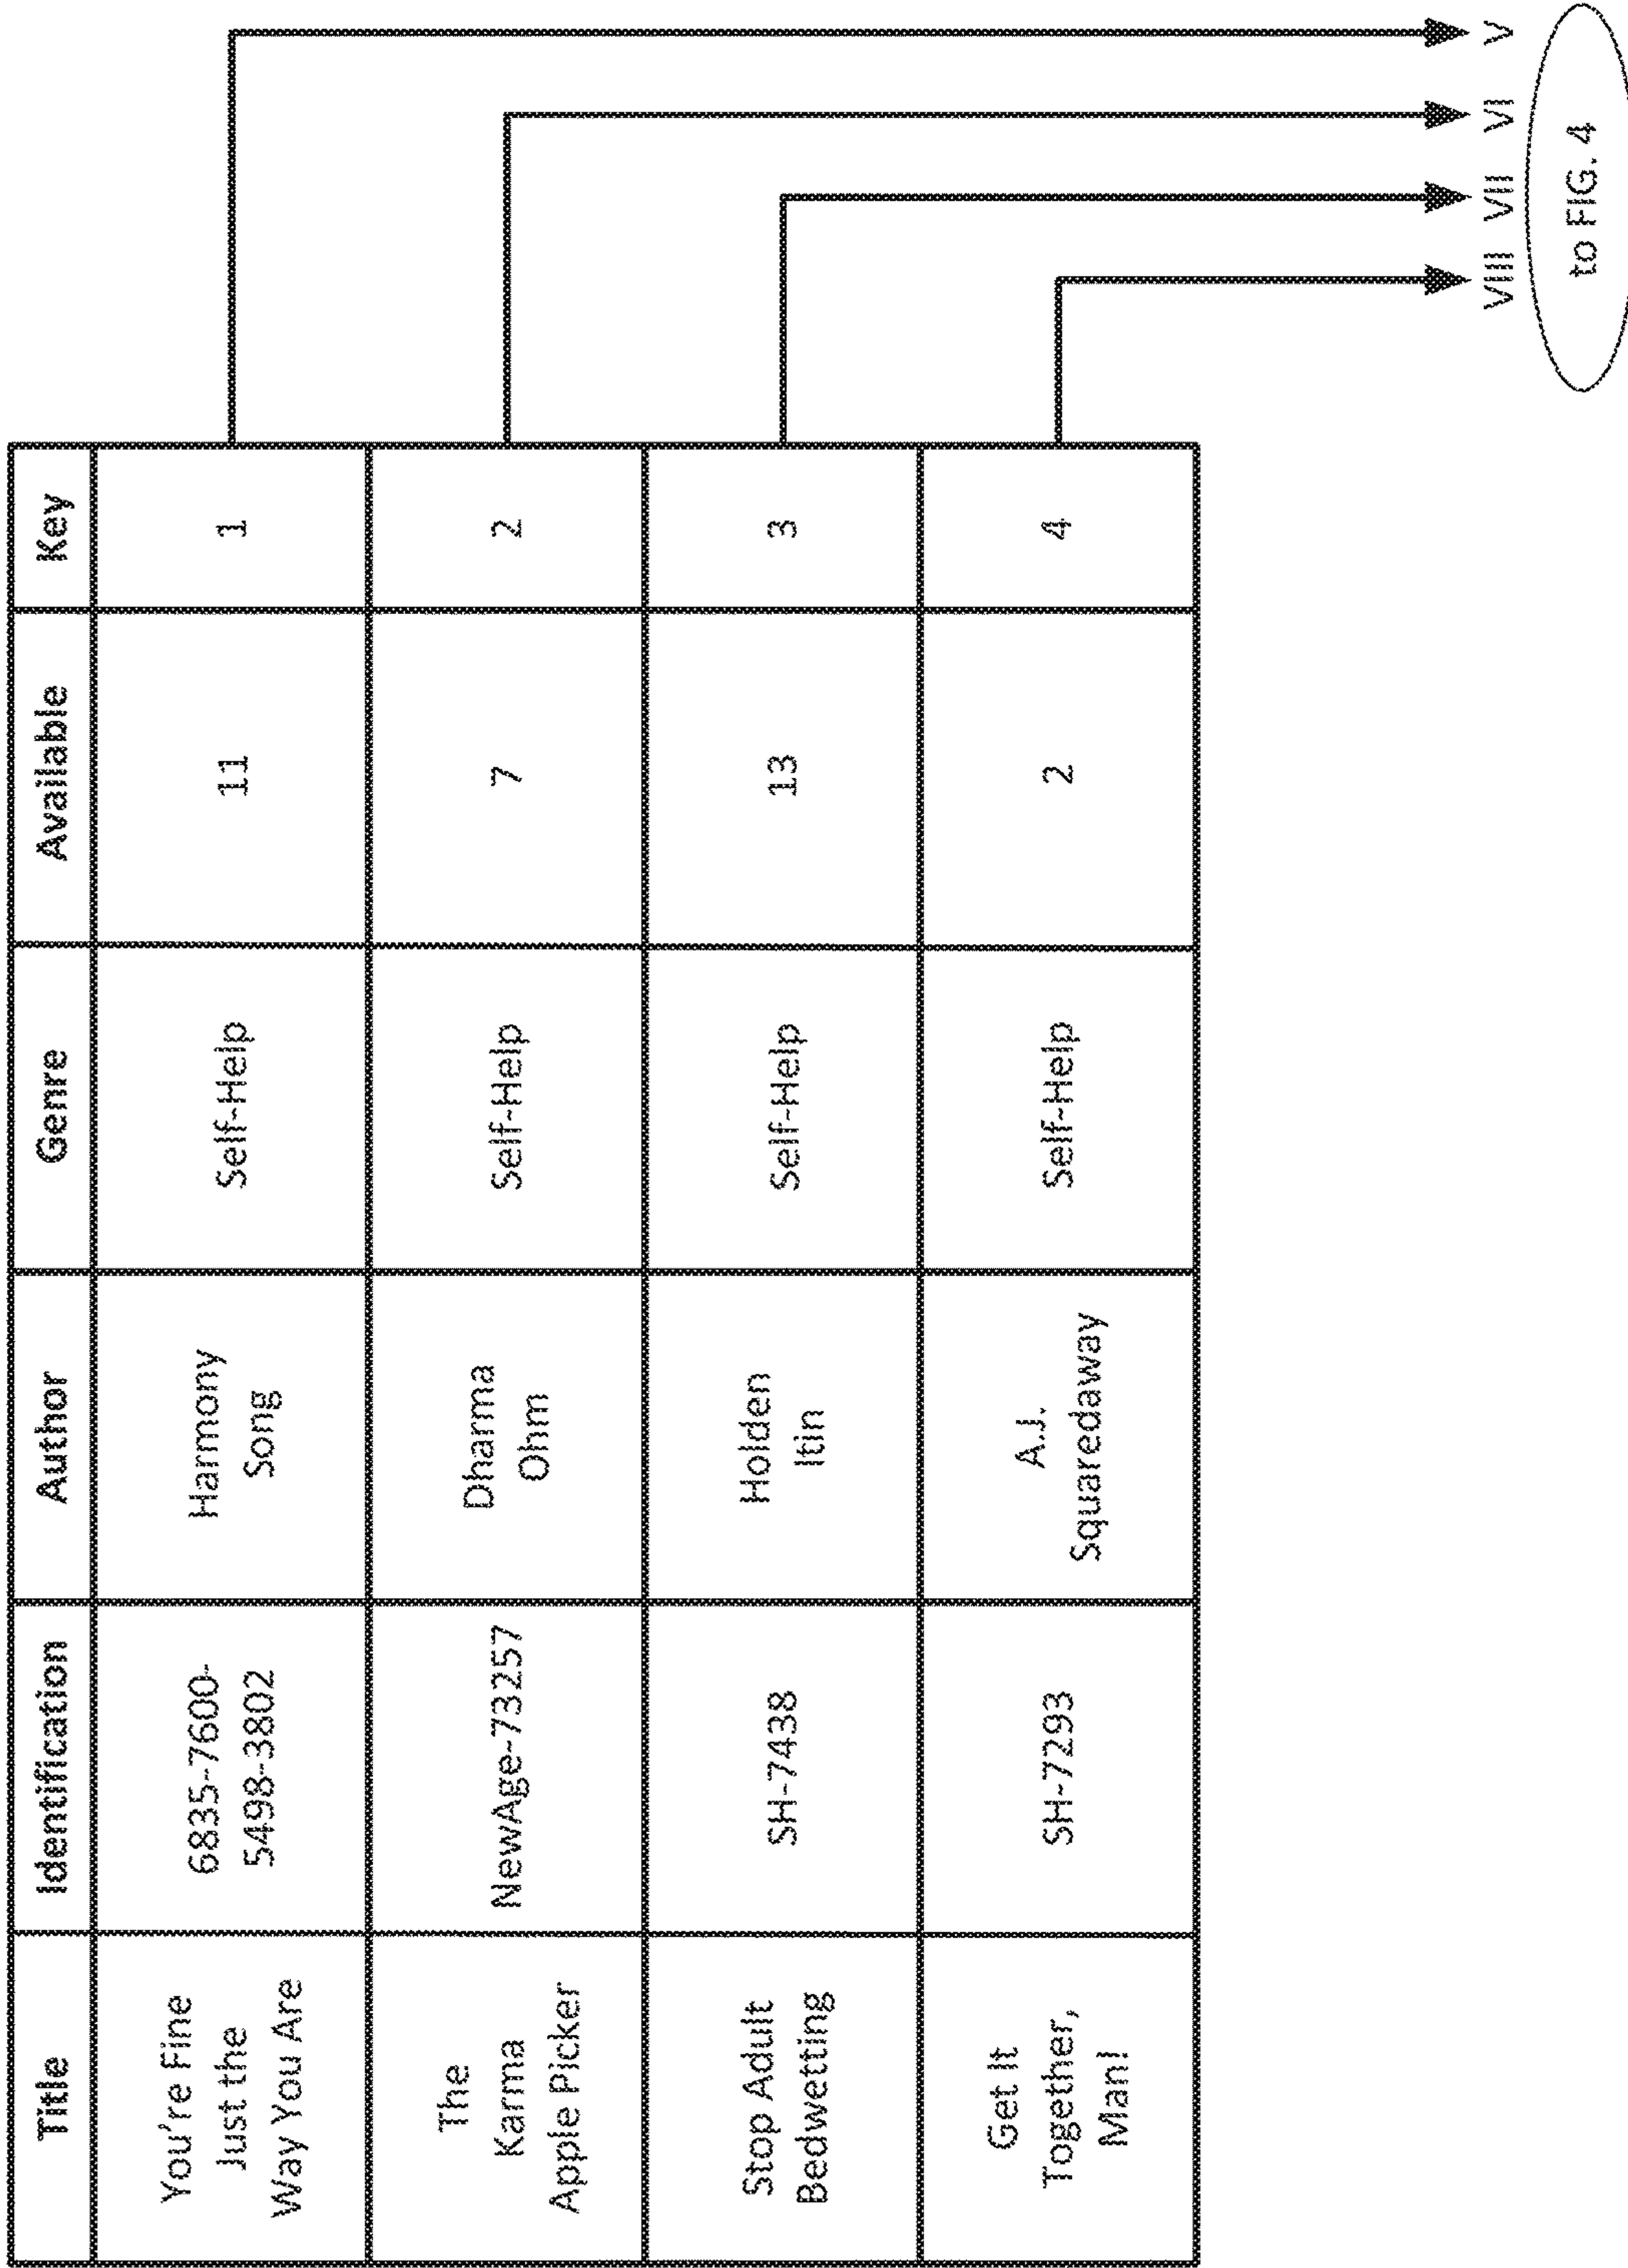 Title Identification Author Genre Available Key
You're Fine
Just the
Way You Are
6835-7600-
5498-3802
Harmony
Song
Self-Help
11
1
The
Karma
Apple Picker
NewAge-73257
Dharma
Ohm
Self-Help
7
2
Stop Adult
Bedwetting
SH-7438
Holden
Itin
Self-Help
13
3
Get It
Together,
Man!
SH-7293
A.J.
Squaredaway
Self-Help
2
4
V
VI
VII
VIII
to FIG. 4